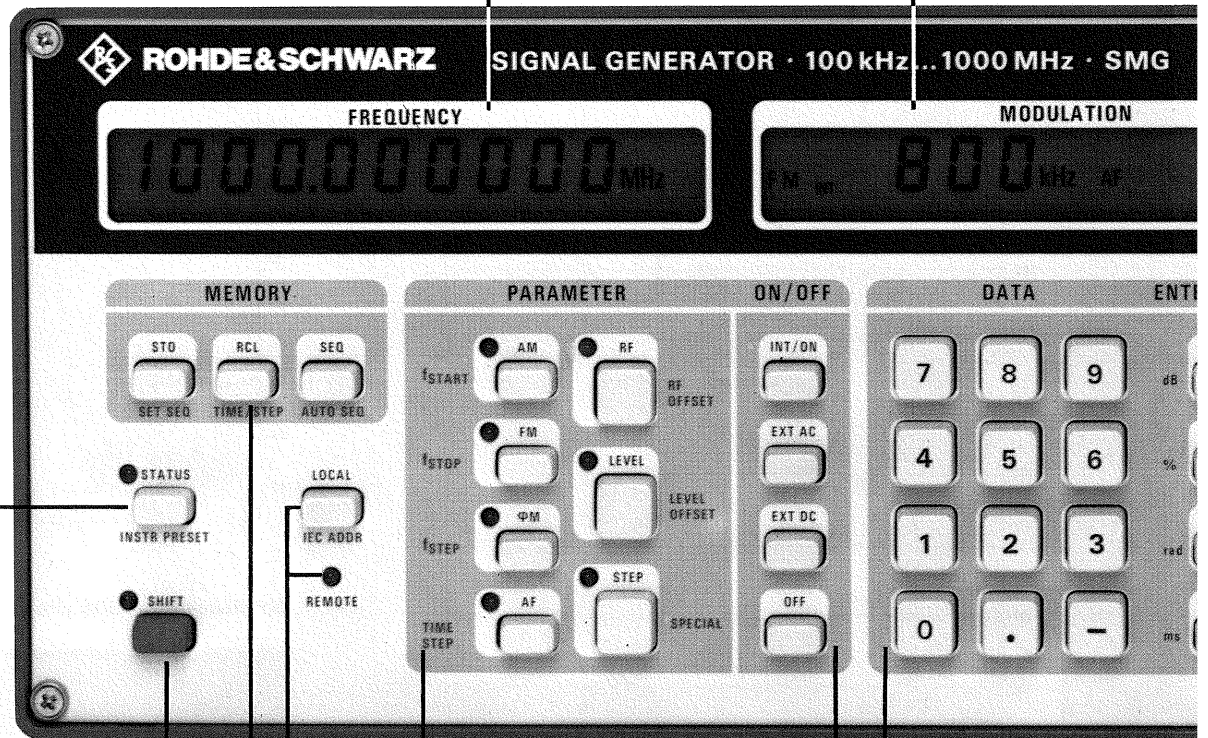 ROHDE & SCHWARZ SIGNAL GENERATOR · 100 kHz...1000 MHz · SMG
FREQUENCY
1000.000000 MHz
MODULATION
FM INT 800 kHz AF
MEMORY
STO RCL SEQ
SET SEQ TIME/STEP AUTO SEQ
STATUS
INSTR PRESET
LOCAL
IEC ADDR
SHIFT
REMOTE
PARAMETER
AM RF
fSTART
RF OFFSET
FM
fSTOP
LEVEL
LEVEL OFFSET
ΦM
fSTEP
STEP
AF
TIME STEP
SPECIAL
ON/OFF
INT/ON
EXT AC
EXT DC
OFF
DATA
7 8 9 dB
4 5 6 %
1 2 3 rad
0 . – ms